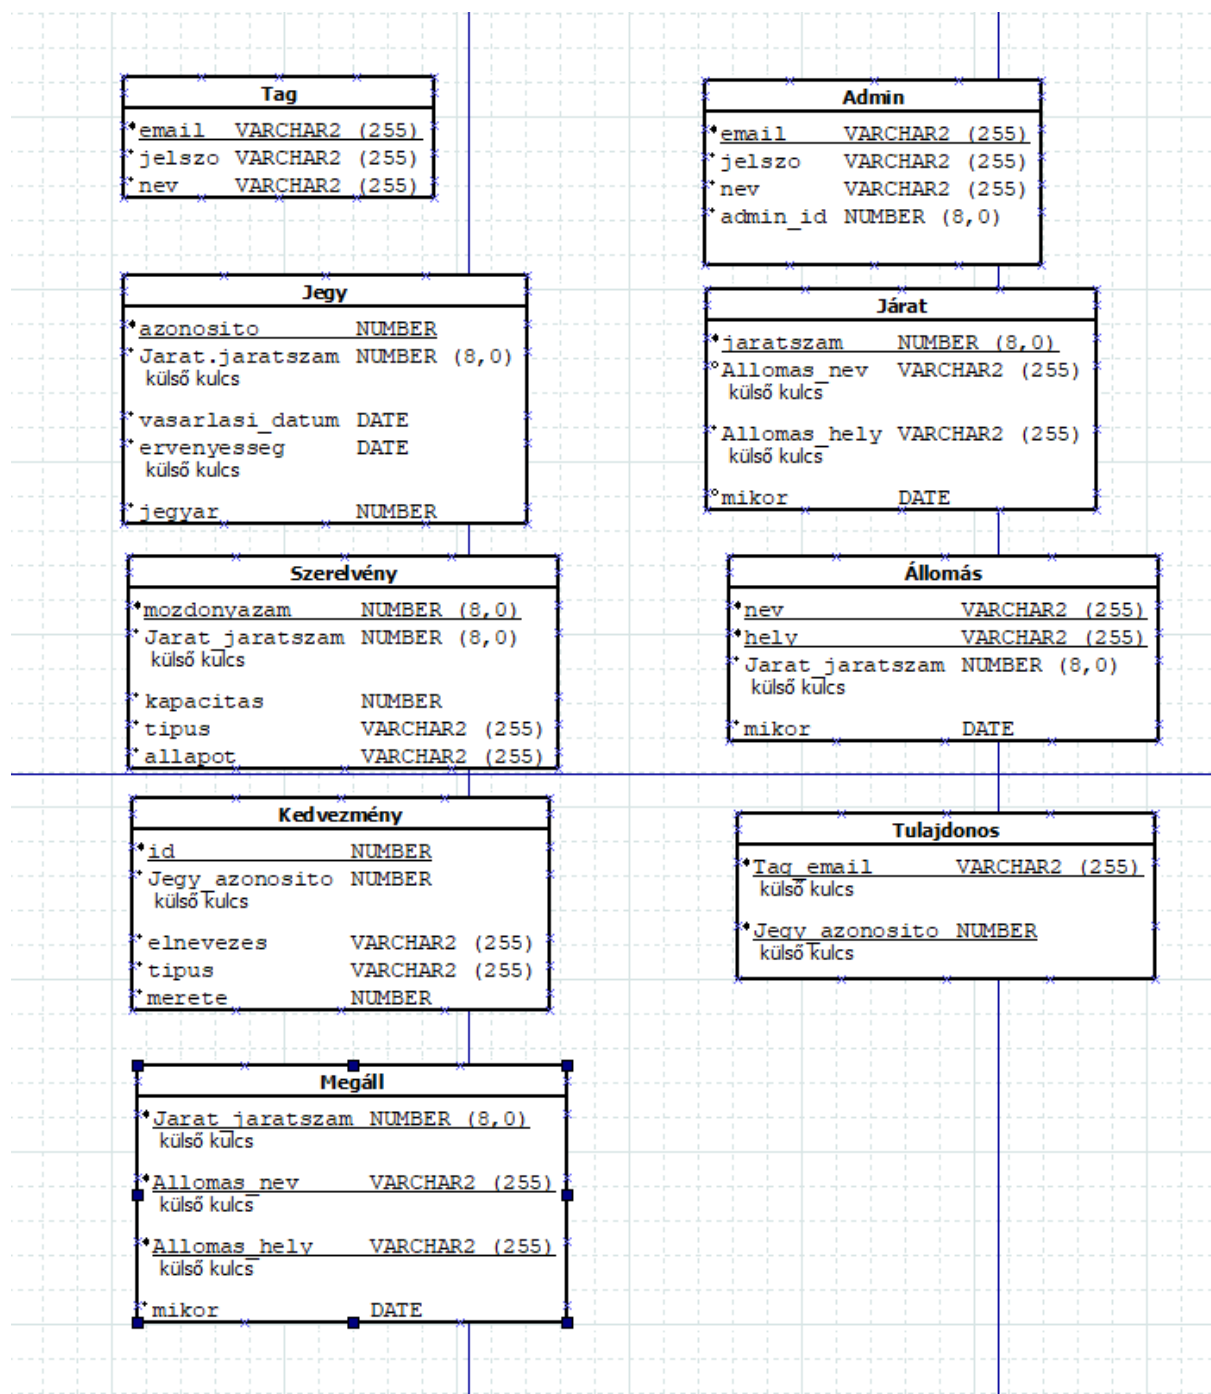 Tag
email VARCHAR2 (255)
jelszo VARCHAR2 (255)
nev VARCHAR2 (255)
Admin
email VARCHAR2 (255)
jelszo VARCHAR2 (255)
nev VARCHAR2 (255)
admin_id NUMBER (8,0)
Jegy
azonosito NUMBER
Jarat.jaratszam NUMBER (8,0)
külső kulcs
vasarlasi_datum DATE
ervenyesseg DATE
külső kulcs
jegyar NUMBER
Járat
jaratszam NUMBER (8,0)
Allomas_nev VARCHAR2 (255)
külső kulcs
Allomas_hely VARCHAR2 (255)
külső kulcs
mikor DATE
Szerelvény
mozdonyazam NUMBER (8,0)
Jarat_jaratszam NUMBER (8,0)
külső kulcs
kapacitas NUMBER
tipus VARCHAR2 (255)
allapot VARCHAR2 (255)
Állomás
nev VARCHAR2 (255)
hely VARCHAR2 (255)
Jarat_jaratszam NUMBER (8,0)
külső kulcs
mikor DATE
Kedvezmény
id NUMBER
Jegy_azonosito NUMBER
külső kulcs
elnevezes VARCHAR2 (255)
tipus VARCHAR2 (255)
merete NUMBER
Tulajdonos
Tag_email VARCHAR2 (255)
külső kulcs
Jegy_azonosito NUMBER
külső kulcs
Megáll
Jarat_jaratszam NUMBER (8,0)
külső kulcs
Allomas_nev VARCHAR2 (255)
külső kulcs
Allomas_hely VARCHAR2 (255)
külső kulcs
mikor DATE